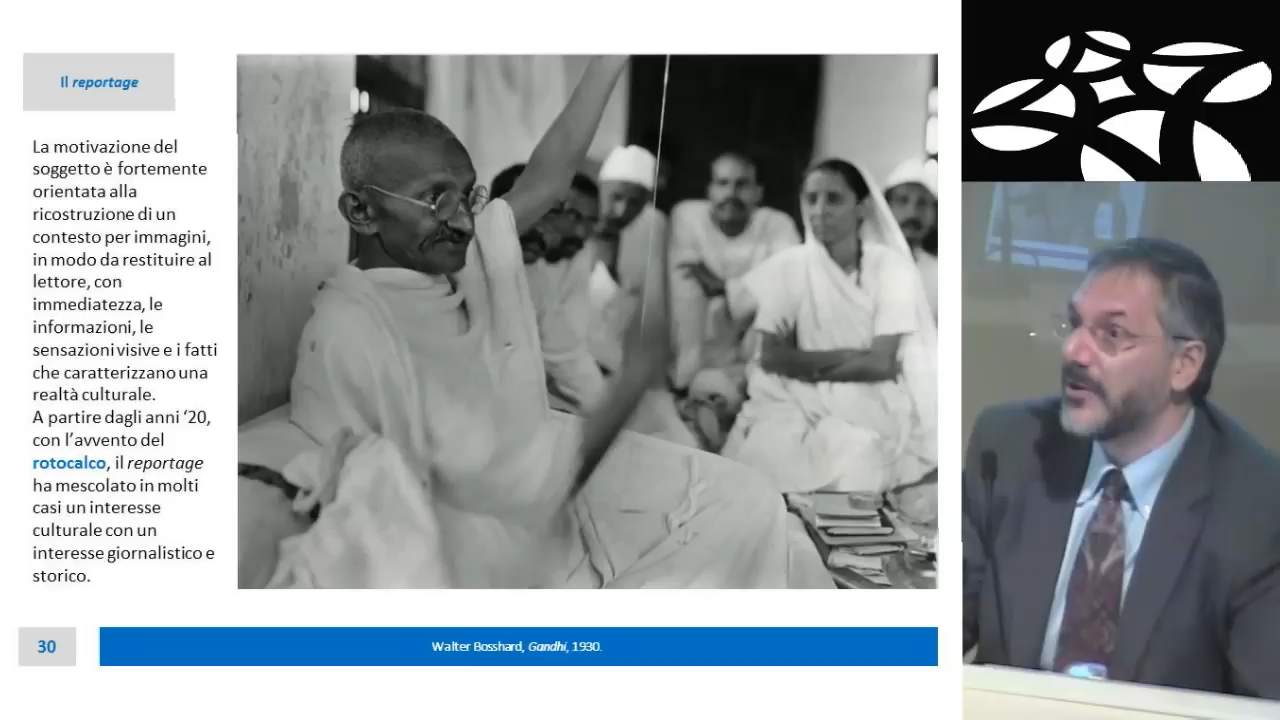 Il reportage
La motivazione del
soggetto è fortemente
orientata alla
ricostruzione di un
contesto per immagini,
in modo da restituire al
lettore, con
immediatezza, le
informazioni, le
sensazioni visive e i fatti
che caratterizzano una
realtà culturale.
A partire dagli anni ‘20,
con l’avvento del
rotocalco, il reportage
ha mescolato in molti
casi un interesse
culturale con un
interesse giornalistico e
storico.
30
Walter Bosshard, Gandhi, 1930.